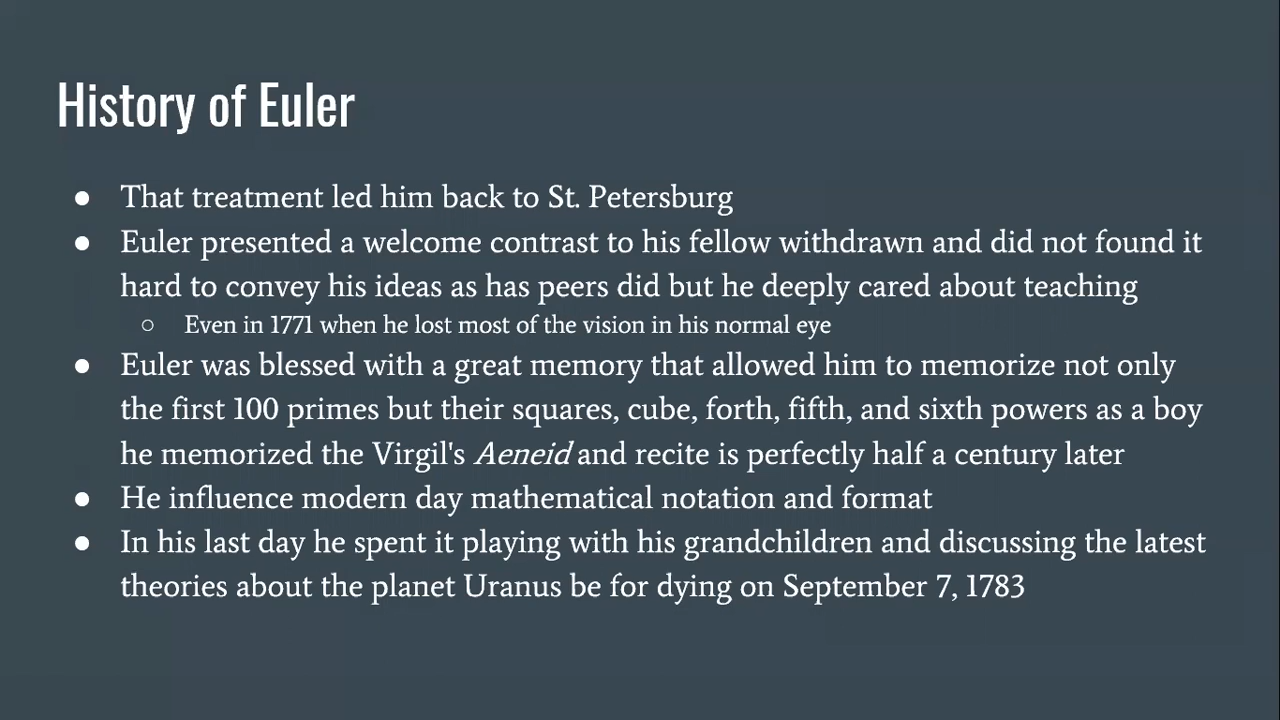 History of Euler
● That treatment led him back to St. Petersburg
● Euler presented a welcome contrast to his fellow withdrawn and did not found it
hard to convey his ideas as has peers did but he deeply cared about teaching
○ Even in 1771 when he lost most of the vision in his normal eye
● Euler was blessed with a great memory that allowed him to memorize not only
the first 100 primes but their squares, cube, forth, fifth, and sixth powers as a boy
he memorized the Virgil's Aeneid and recite is perfectly half a century later
● He influence modern day mathematical notation and format
● In his last day he spent it playing with his grandchildren and discussing the latest
theories about the planet Uranus be for dying on September 7, 1783